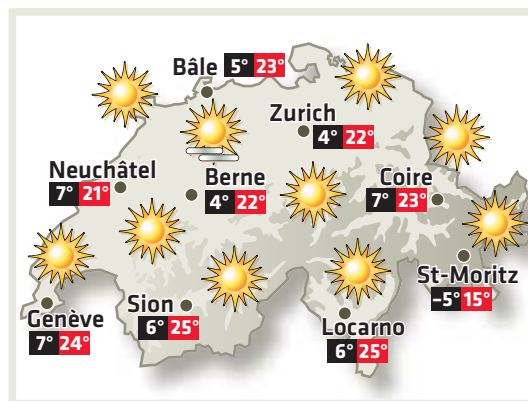 Bâle 5° 23°
Zurich
4° 22°
Neuchâtel
7° 21°
Berne
4° 22°
Coire
7° 23°
St-Moritz
–5° 15°
Sion
6° 25°
Genève
7° 24°
Locarno
6° 25°